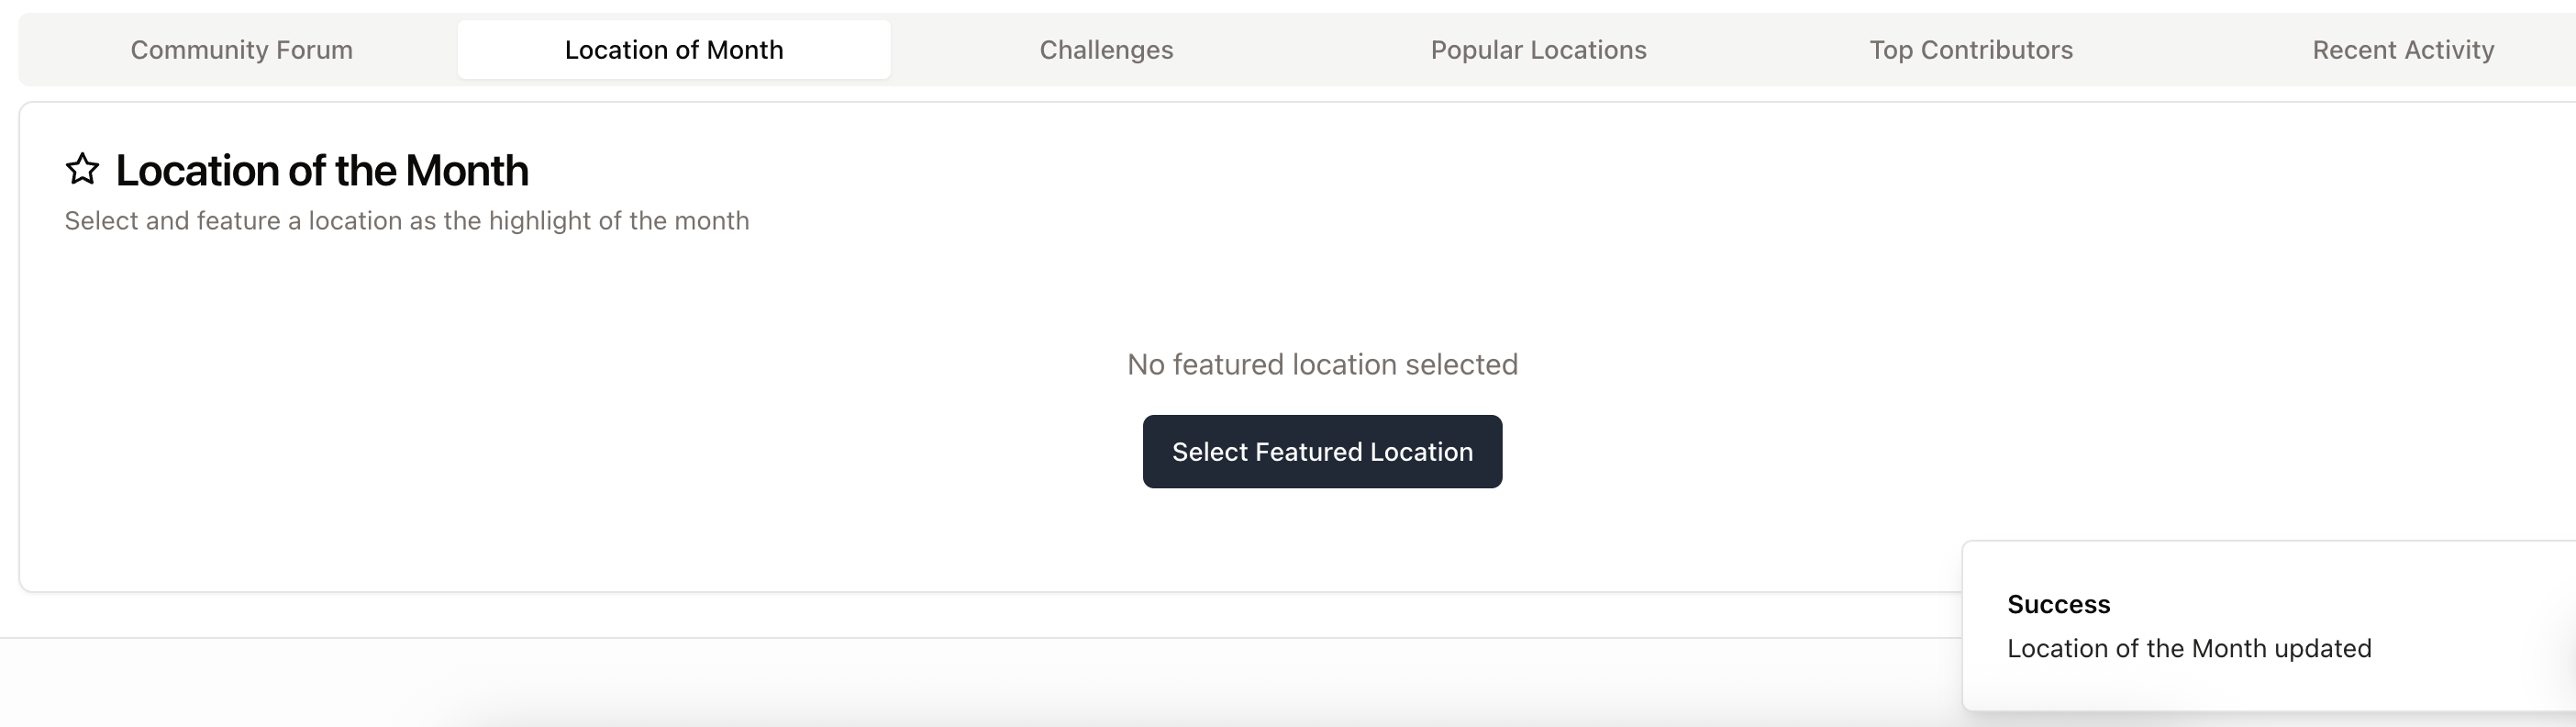 Community Forum
Location of Month
Challenges
Popular Locations
Top Contributors
Recent Activity
Location of the Month
Select and feature a location as the highlight of the month
No featured location selected
Select Featured Location
Success
Location of the Month updated